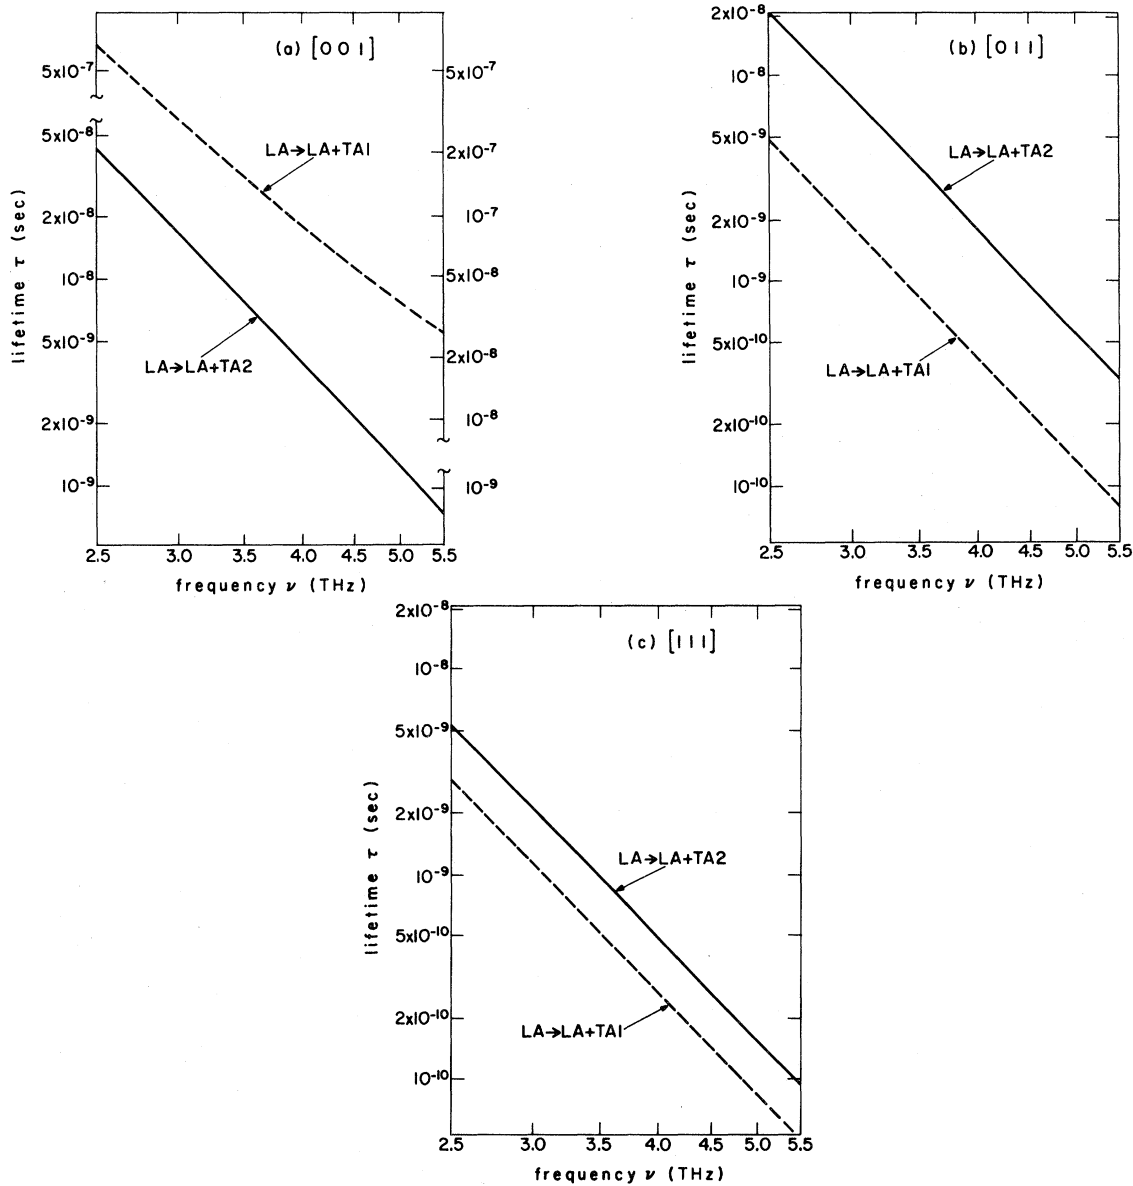 (a) [001]
5x10-7
5x10-8
2x10-8
10-8
5x10-9
2x10-9
10-9
5x10-7
2x10-7
10-7
5x10-8
2x10-8
10-8
10-9
LA→LA+TA1
LA→LA+TA2
lifetime τ (sec)
2.5 3.0 3.5 4.0 4.5 5.0 5.5
frequency ν (THz)
(b) [011]
2x10-8
10-8
5x10-9
2x10-9
10-9
5x10-10
2x10-10
10-10
LA→LA+TA2
LA→LA+TA1
lifetime τ (sec)
2.5 3.0 3.5 4.0 4.5 5.0 5.5
frequency ν (THz)
(c) [111]
2x10-8
10-8
5x10-9
2x10-9
10-9
5x10-10
2x10-10
10-10
LA→LA+TA2
LA→LA+TA1
lifetime τ (sec)
2.5 3.0 3.5 4.0 4.5 5.0 5.5
frequency ν (THz)